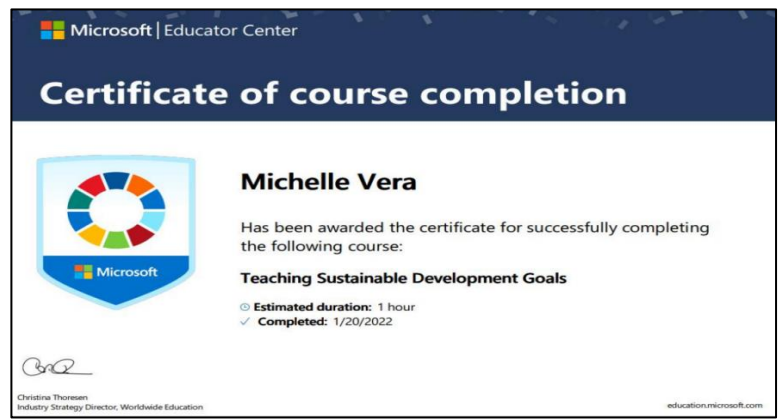 Microsoft | Educator Center
Certificate of course completion
Michelle Vera
Has been awarded the certificate for successfully completing
the following course:
Microsoft
Teaching Sustainable Development Goals
Estimated duration: 1 hour
Completed: 1/20/2022
Christina Thoresen
Industry Strategy Director, Worldwide Education
education.microsoft.com